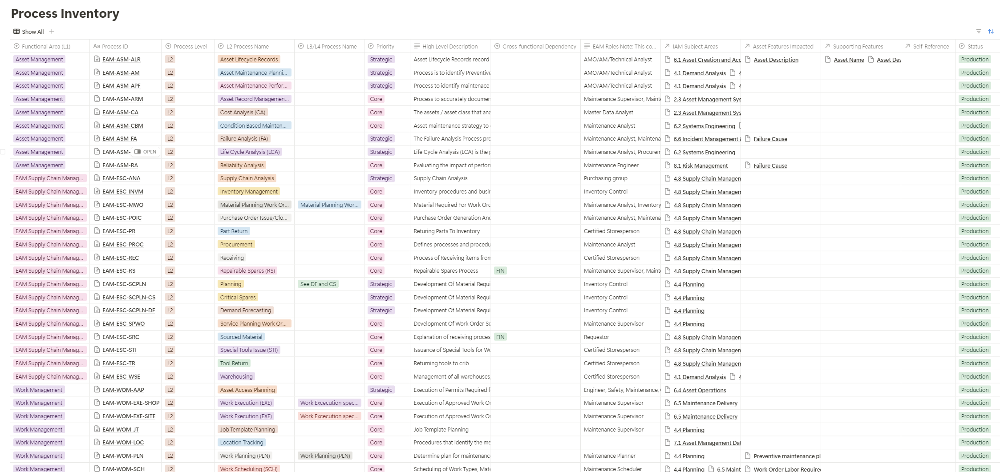 Process Inventory
Show All
Functional Area (L1) Aa Process ID Process Level L2 Process Name L3/L4 Process Name Priority High Level Description Cross-functional Dependency EAM Roles Note: This co... IAM Subject Areas Asset Features Impacted Supporting Features Self-Reference Status
Asset Management EAM-ASM-ALR L2 Asset Lifecycle Records Strategic Asset Lifecycle Records record AMO/AM/Technical Analyst 6.1 Asset Creation and Acc Asset Description Asset Name Asset Des Production
Asset Management EAM-ASM-AM L2 Asset Maintenance Planni... Strategic Process is to identify Preventive AMO/AM/Technical Analyst 4.1 Demand Analysis 4 Production
Asset Management EAM-ASM-APF L2 Asset Maintenance Perfor... Strategic Process to identify maintenace AMO/AM/Technical Analyst 4.1 Demand Analysis 4 Production
Asset Management EAM-ASM-ARM L2 Asset Record Managemen... Core Process to accurately documen Maintenance Supervisor, Maint 2.3 Asset Management Sys Production
Asset Management EAM-ASM-CA L2 Cost Analysis (CA) Core The assets / asset class that ana Master Data Analyst 2.3 Asset Management Sys Production
Asset Management EAM-ASM-CBM L2 Condition Based Mainten... Core Asset maintenance strategy to Maintenance Analyst 6.2 Systems Engineering Production
Asset Management EAM-ASM-FA L2 Failure Analysis (FA) Strategic The Failure Analysis Process pro Maintenance Analyst, Maintena 6.6 Incident Management & Failure Cause Production
Asset Management EAM-ASM- OPEN L2 Life Cycle Analysis (LCA) Strategic Life Cycle Analysis (LCA) is the p Maintenance Analyst, Procurem 6.2 Systems Engineering Production
Asset Management EAM-ASM-RA L2 Reliabilty Analysis Core Evaluating the impact of perfor Maintenance Engineer 8.1 Risk Management Failure Cause Production
EAM Supply Chain Manag... EAM-ESC-ANA L2 Supply Chain Analysis Strategic Supply Chain Analysis Purchasing group 4.8 Supply Chain Managem Production
EAM Supply Chain Manag... EAM-ESC-INVM L2 Inventory Management Core Inventory procedures and busin Inventory Control 4.8 Supply Chain Managem Production
EAM Supply Chain Manag... EAM-ESC-MWO L2 Material Planning Work Or... Material Planning Wor... Core Material Required For Work Orc Maintenance Analyst, Inventory 4.8 Supply Chain Managem Production
EAM Supply Chain Manag... EAM-ESC-POIC L2 Purchase Order Issue/Clo... Core Purchase Order Generation And Maintenance Analyst, Maintena 4.8 Supply Chain Managem Production
EAM Supply Chain Manag... EAM-ESC-PR L2 Part Return Core Returing Parts To Inventory Certified Storesperson 4.8 Supply Chain Managem Production
EAM Supply Chain Manag... EAM-ESC-PROC L2 Procurement Core Defines processes and procedu Maintenance Analyst 4.8 Supply Chain Managem Production
EAM Supply Chain Manag... EAM-ESC-REC L2 Receiving Core Process of Receiving items from Certified Storesperson 4.8 Supply Chain Managem Production
EAM Supply Chain Manag... EAM-ESC-RS L2 Repairable Spares (RS) Core Repairable Spares Process FIN Maintenance Supervisor, Maint 4.8 Supply Chain Managem Production
EAM Supply Chain Manag... EAM-ESC-SCPLN L2 Planning See DF and CS Strategic Development Of Material Requi Inventory Control 4.4 Planning Production
EAM Supply Chain Manag... EAM-ESC-SCPLN-CS L2 Critical Spares Strategic Development Of Material Requi Inventory Control 4.4 Planning Production
EAM Supply Chain Manag... EAM-ESC-SCPLN-DF L2 Demand Forecasting Strategic Development Of Material Requi Inventory Control 4.4 Planning Production
EAM Supply Chain Manag... EAM-ESC-SPWO L2 Service Planning Work Or... Core Development Of Work Order Se Maintenance Supervisor 4.4 Planning Production
EAM Supply Chain Manag... EAM-ESC-SRC L2 Sourced Material Core Explanation of receiving proces FIN Requestor 4.8 Supply Chain Managem Production
EAM Supply Chain Manag... EAM-ESC-STI L2 Special Tools Issue (STI) Core Issuance of Special Tools for Wo Certified Storesperson 4.8 Supply Chain Managem Production
EAM Supply Chain Manag... EAM-ESC-TR L2 Tool Return Core Returning tools to crib Certified Storesperson 4.8 Supply Chain Managem Production
EAM Supply Chain Manag... EAM-ESC-WSE L2 Warehousing Core Management of all warehouses, Certified Storesperson 4.1 Demand Analysis 4 Production
Work Management EAM-WOM-AAP L2 Asset Access Planning Strategic Execution of Permits Required f Engineer, Safety, Maintenance, 6.4 Asset Operations Production
Work Management EAM-WOM-EXE-SHOP L2 Work Execution (EXE) Work Excecution spec... Core Execution of Approved Work Or Maintenance Supervisor 6.5 Maintenance Delivery Production
Work Management EAM-WOM-EXE-SITE L2 Work Execution (EXE) Work Excecution spec... Core Execution of Approved Work Or Maintenance Supervisor 6.5 Maintenance Delivery Production
Work Management EAM-WOM-JT L2 Job Template Planning Core Job Template Planning Maintenance Supervisor 4.4 Planning Production
Work Management EAM-WOM-LOC L2 Location Tracking Core Procedures that identify the me 7.1 Asset Management Dat Production
Work Management EAM-WOM-PLN L2 Work Planning (PLN) Work Planning (PLN) Core Determine plan for maintenanc Maintenance Planner 4.4 Planning Preventive maintenance pl Production
Work Management EAM-WOM-SCH L2 Work Scheduling (SCH) Core Scheduling of Work Types, Mate Maintenance Scheduler 4.4 Planning 6.5 Maint Work Order Labor Required Production